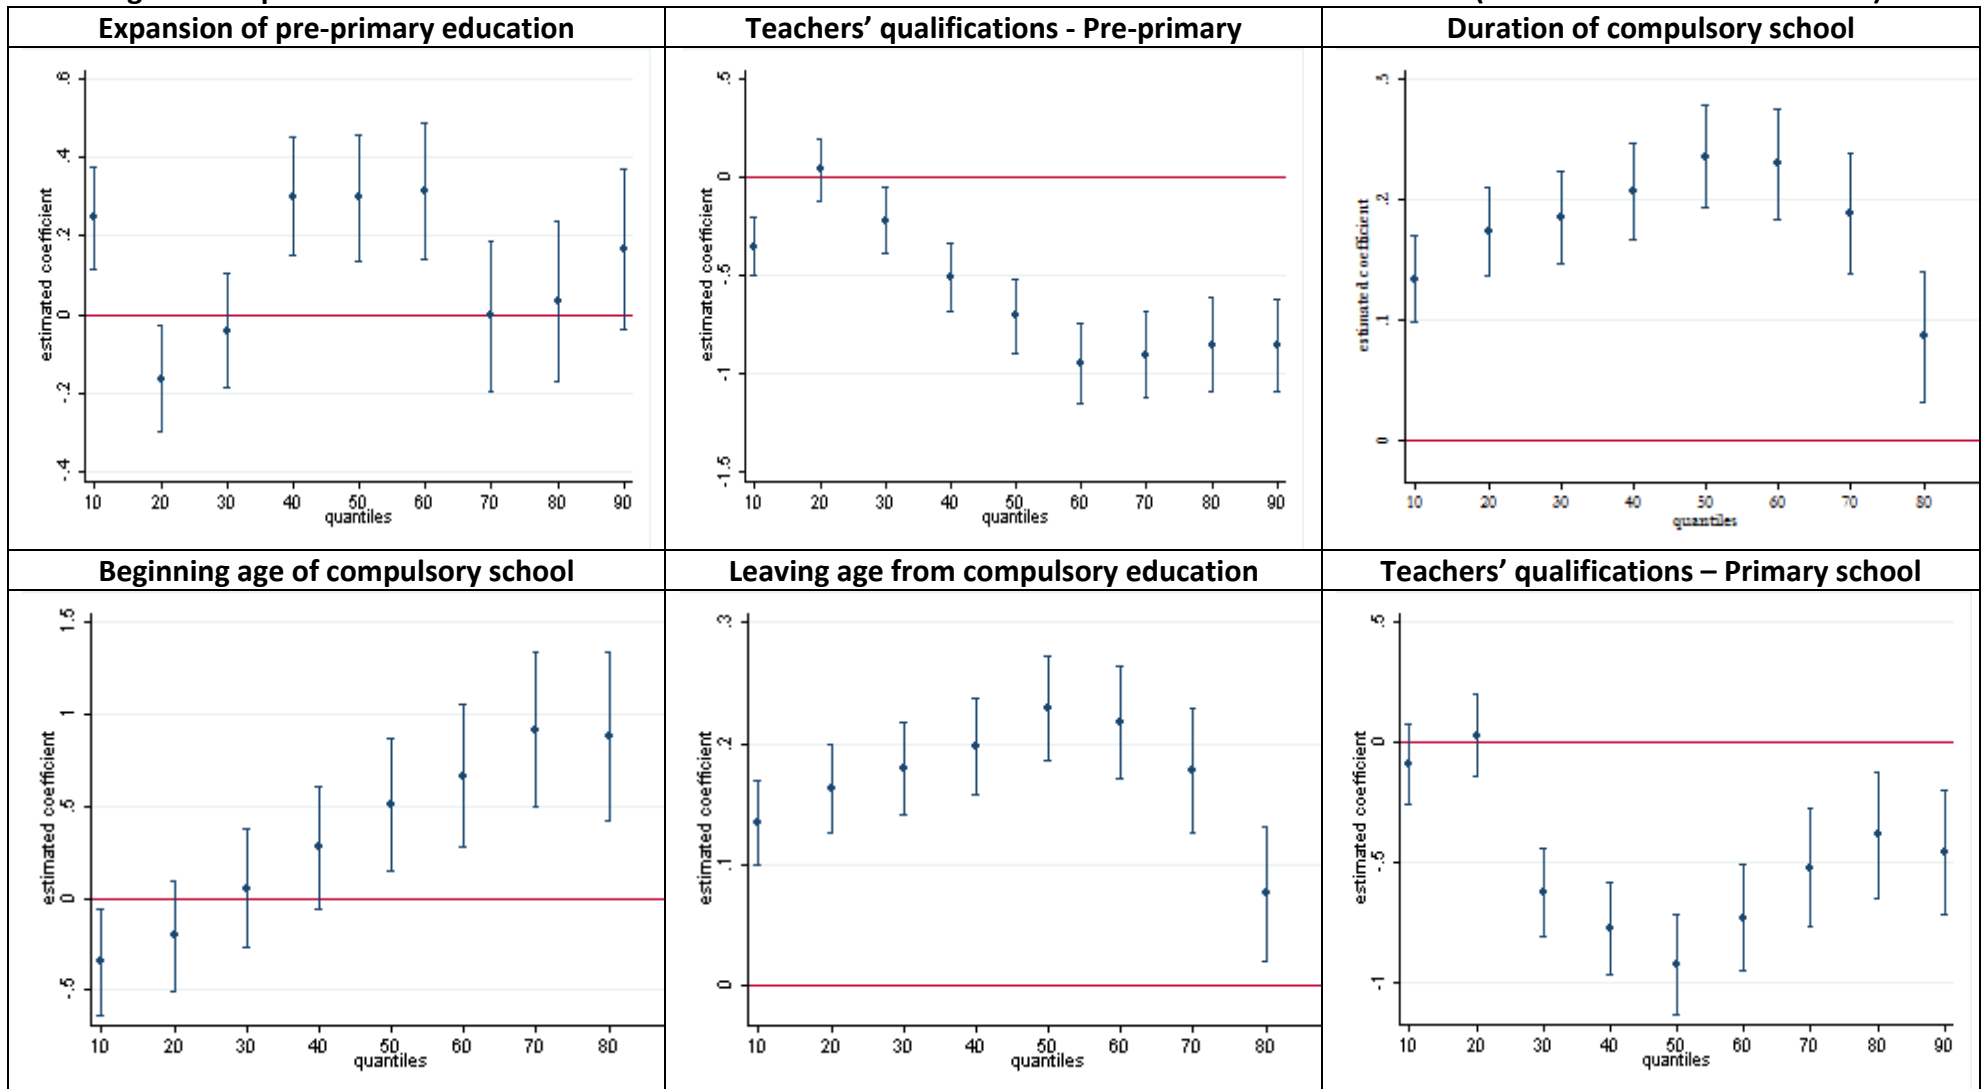 Expansion of pre-primary education
Teachers’ qualifications - Pre-primary
Duration of compulsory school
estimated coefficient
.6
.4
.2
0
-.2
-.4
10 20 30 40 50 60 70 80 90
quantiles
estimated coefficient
.5
0
-.5
-1
-1.5
10 20 30 40 50 60 70 80 90
quantiles
estimated coefficient
.3
.2
.1
0
10 20 30 40 50 60 70 80
quantiles
Beginning age of compulsory school
Leaving age from compulsory education
Teachers’ qualifications – Primary school
estimated coefficient
1.5
1
.5
0
-.5
10 20 30 40 50 60 70 80
quantiles
estimated coefficient
.3
.2
.1
0
10 20 30 40 50 60 70 80
quantiles
estimated coefficient
.5
0
-.5
-1
10 20 30 40 50 60 70 80 90
quantiles